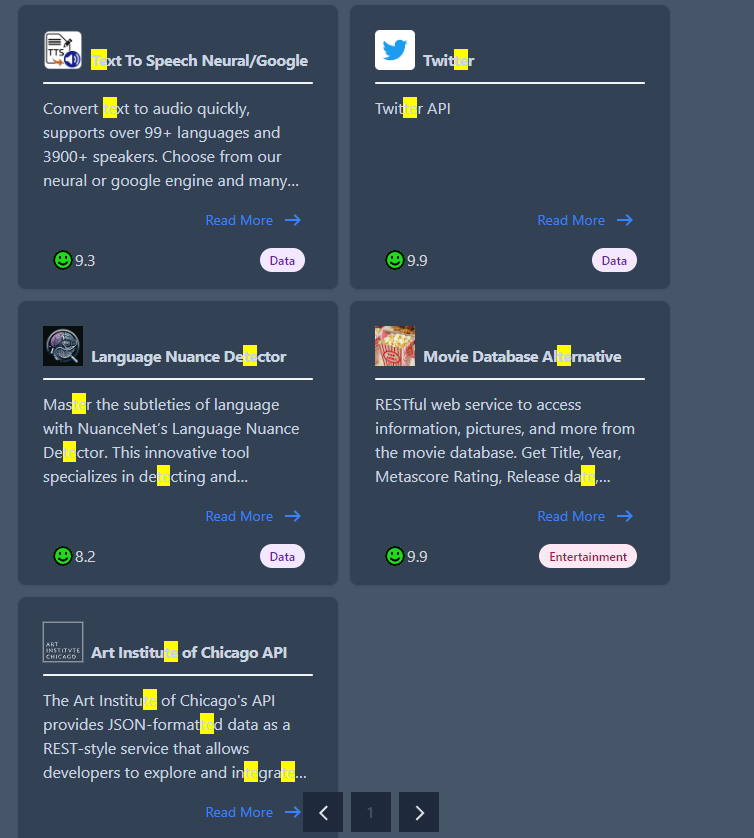 TTS
Text To Speech Neural/Google
Convert text to audio quickly,
supports over 99+ languages and
3900+ speakers. Choose from our
neural or google engine and many...
Read More
9.3
Data
Twitter
Twitter API
Read More
9.9
Data
Language Nuance Detector
Master the subtleties of language
with NuanceNet’s Language Nuance
Detector. This innovative tool
specializes in detecting and...
Read More
8.2
Data
Movie Database Alternative
RESTful web service to access
information, pictures, and more from
the movie database. Get Title, Year,
Metascore Rating, Release date,...
Read More
9.9
Entertainment
ART
INSTITVTE
CHICAGO
Art Institute of Chicago API
The Art Institute of Chicago's API
provides JSON-formatted data as a
REST-style service that allows
developers to explore and integrate...
Read More
1